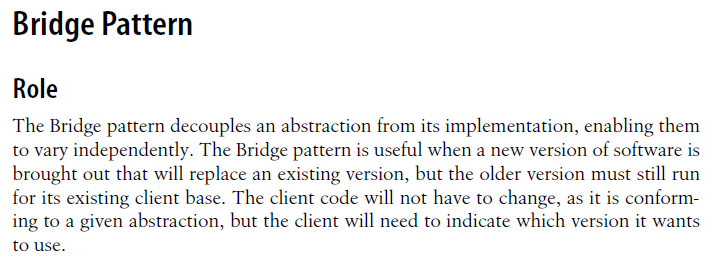 Bridge Pattern
Role
The Bridge pattern decouples an abstraction from its implementation, enabling them
to vary independently. The Bridge pattern is useful when a new version of software is
brought out that will replace an existing version, but the older version must still run
for its existing client base. The client code will not have to change, as it is conform-
ing to a given abstraction, but the client will need to indicate which version it wants
to use.